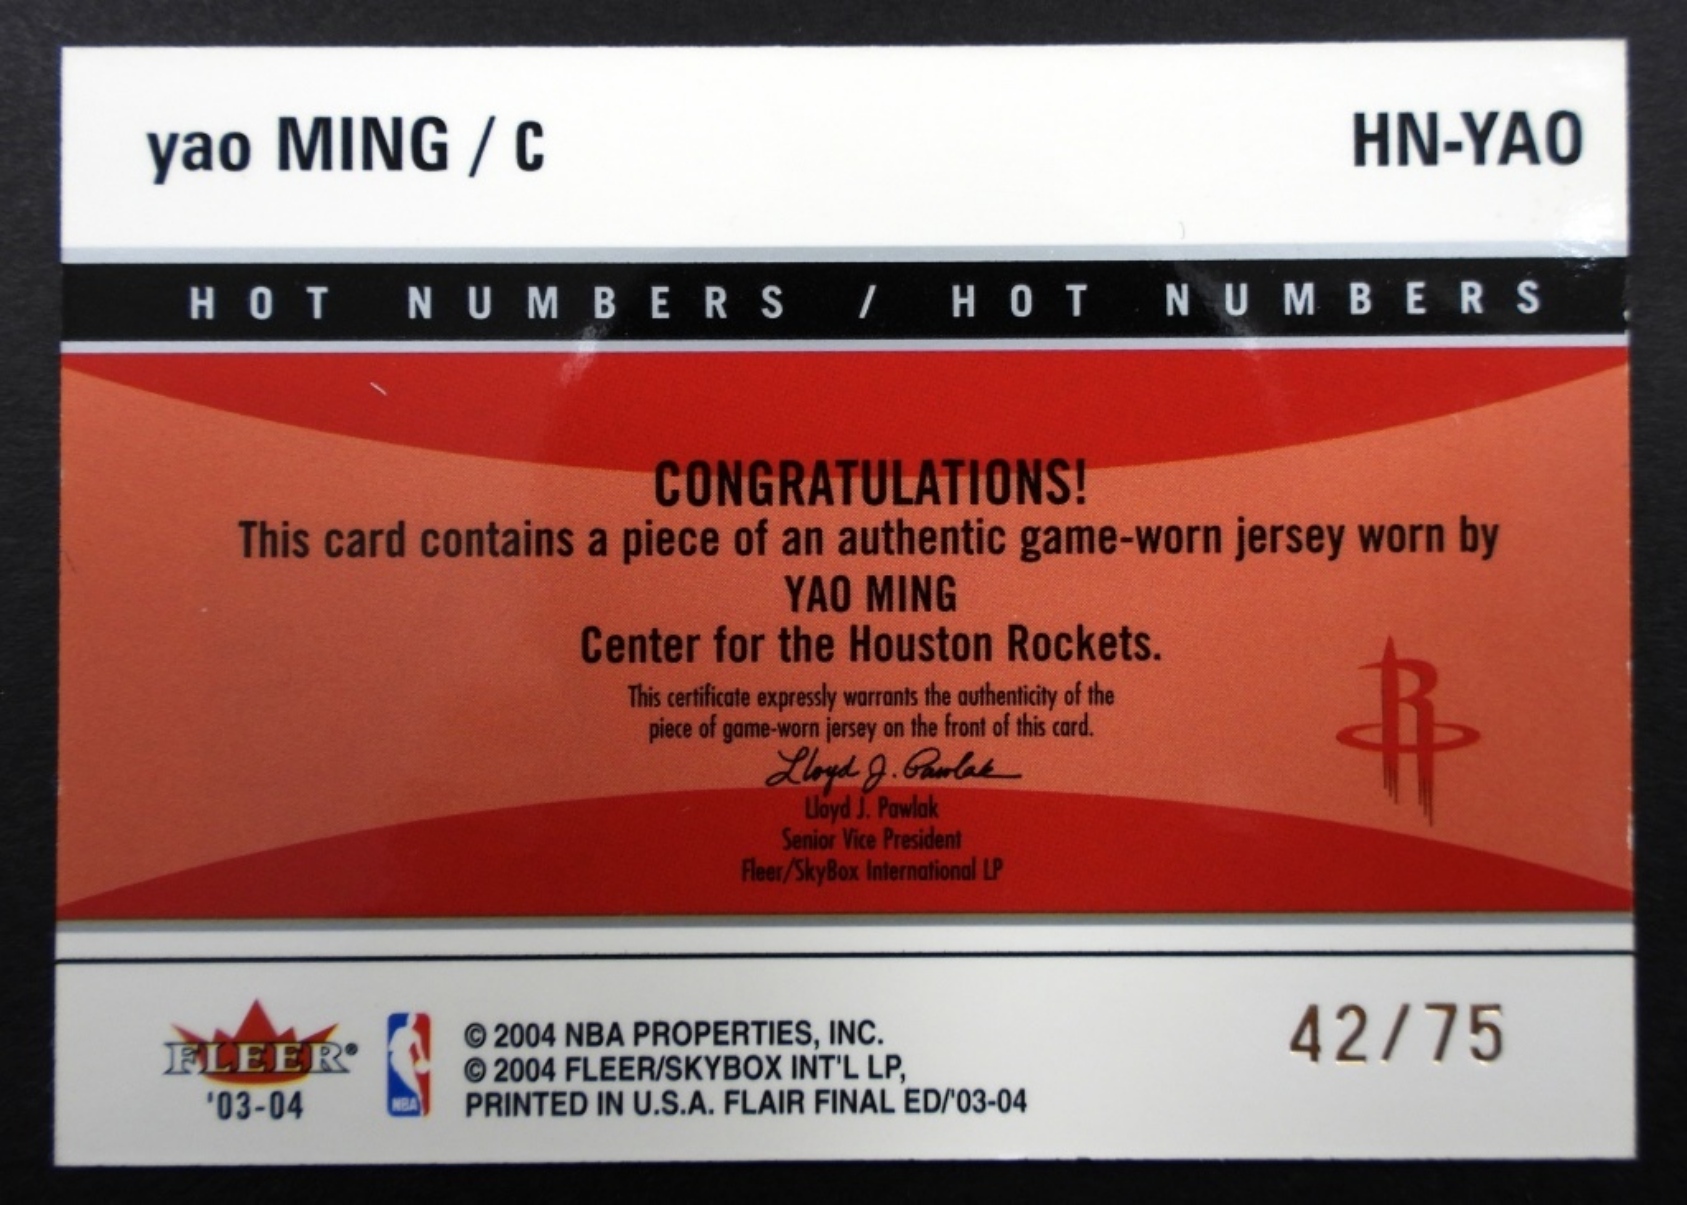 yao MING / C
HN-YAO
HOT NUMBERS / HOT NUMBERS
CONGRATULATIONS!
This card contains a piece of an authentic game-worn jersey worn by
YAO MING
Center for the Houston Rockets.
This certificate expressly warrants the authenticity of the
piece of game-worn jersey on the front of this card.
Lloyd J. Pawlak
Lloyd J. Pawlak
Senior Vice President
Fleer/SkyBox International LP
R
FLEER®
'03-04
NBA
© 2004 NBA PROPERTIES, INC.
© 2004 FLEER/SKYBOX INT'L LP,
PRINTED IN U.S.A. FLAIR FINAL ED/'03-04
42/75